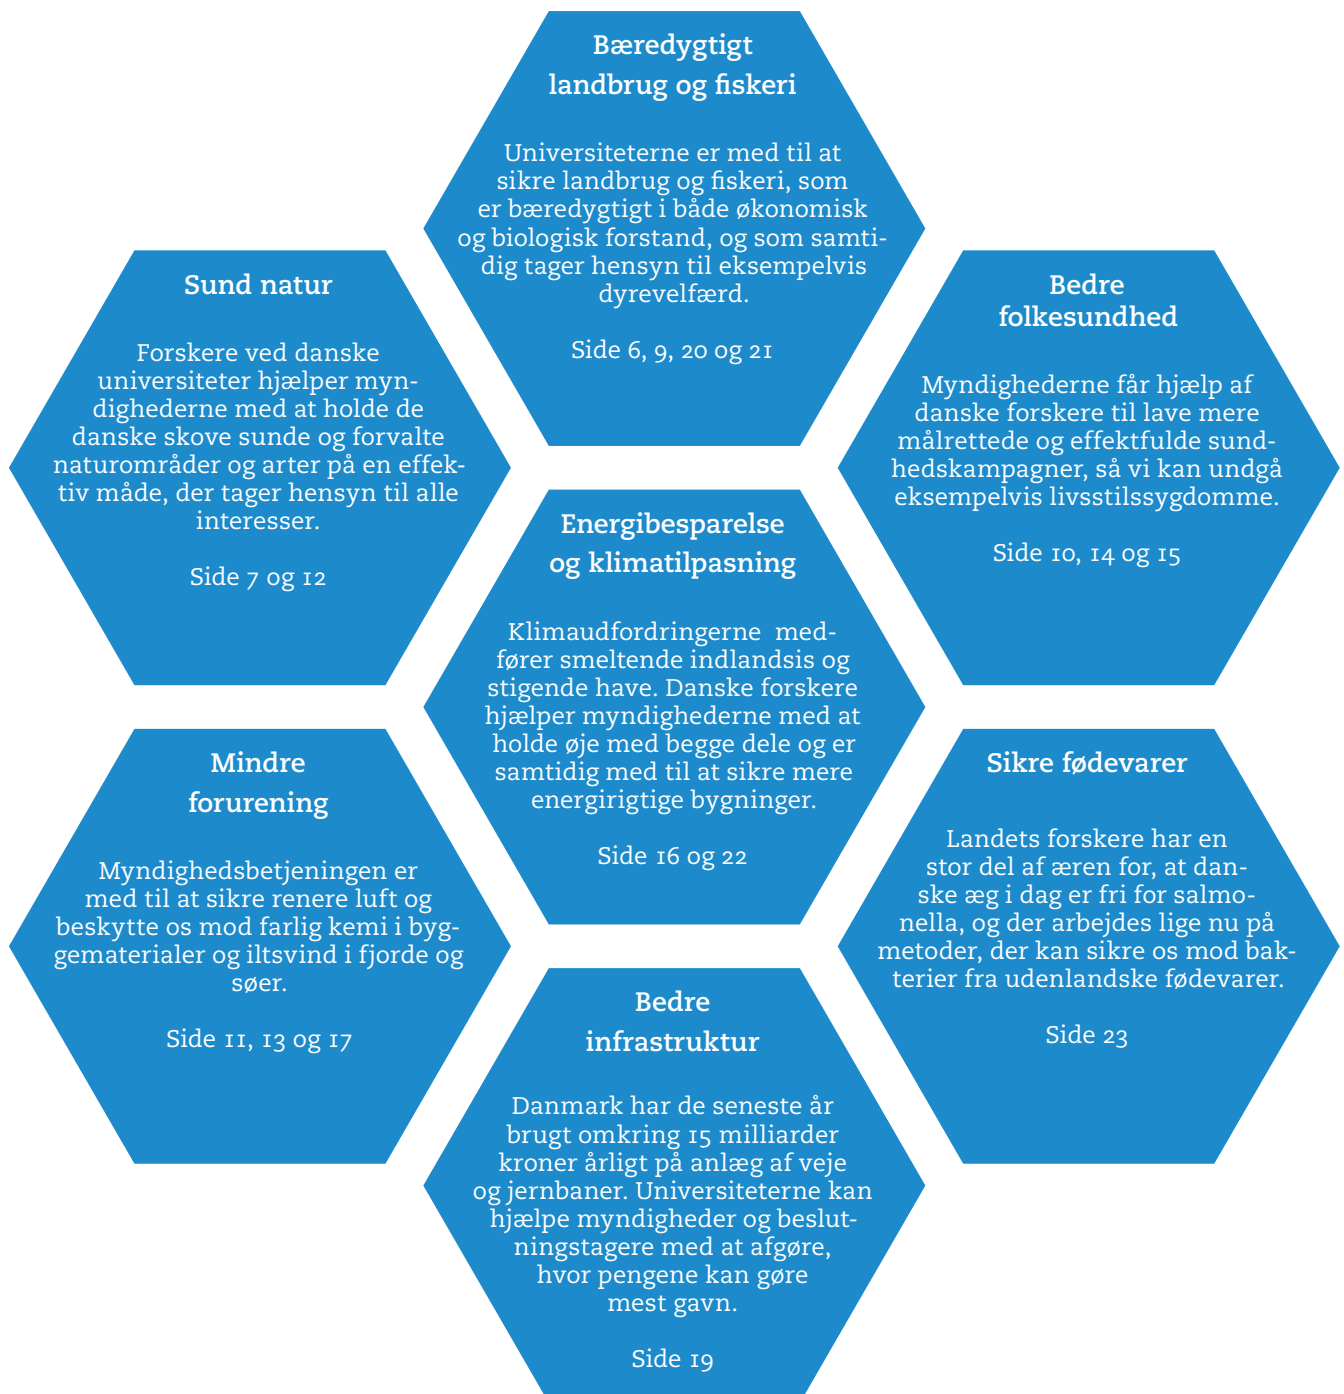 Bæredygtigt
landbrug og fiskeri
Universiteterne er med til at
sikre landbrug og fiskeri, som
er bæredygtigt i både økonomisk
og biologisk forstand, og som samti-
dig tager hensyn til eksempelvis
dyrevelfærd.
Side 6, 9, 20 og 21
Sund natur
Forskere ved danske
universiteter hjælper myn-
dighederne med at holde de
danske skove sunde og forvalte
naturområder og arter på en effek-
tiv måde, der tager hensyn til alle
interesser.
Side 7 og 12
Bedre
folkesundhed
Myndighederne får hjælp af
danske forskere til lave mere
målrettede og effektfulde sund-
hedskampagner, så vi kan undgå
eksempelvis livsstilssygdomme.
Side 10, 14 og 15
Energibesparelse
og klimatilpasning
Klimaudfordringerne med-
fører smeltende indlandsis og
stigende have. Danske forskere
hjælper myndighederne med at
holde øje med begge dele og er
samtidig med til at sikre mere
energirigtige bygninger.
Side 16 og 22
Mindre
forurening
Myndighedsbetjeningen er
med til at sikre renere luft og
beskytte os mod farlig kemi i byg-
gematerialer og iltsvind i fjorde og
søer.
Side 11, 13 og 17
Sikre fødevarer
Landets forskere har en
stor del af æren for, at dan-
ske æg i dag er fri for salmo-
nella, og der arbejdes lige nu på
metoder, der kan sikre os mod bak-
terier fra udenlandske fødevarer.
Side 23
Bedre
infrastruktur
Danmark har de seneste år
brugt omkring 15 milliarder
kroner årligt på anlæg af veje
og jernbaner. Universiteterne kan
hjælpe myndigheder og beslut-
ningstagere med at afgøre,
hvor pengene kan gøre
mest gavn.
Side 19